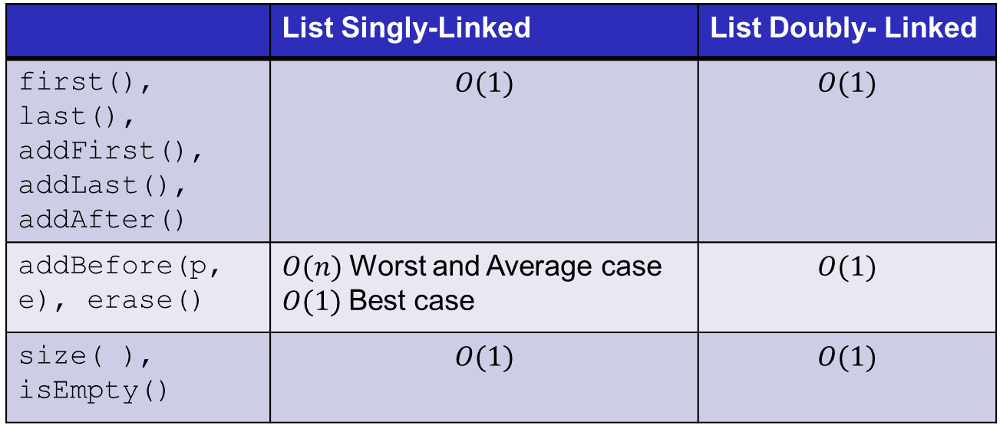 List Singly-Linked
List Doubly- Linked
first(),
last(),
addFirst(),
addLast(),
addAfter()
O(1)
O(1)
addBefore(p,
e), erase()
O(n) Worst and Average case
O(1) Best case
O(1)
size( ),
isEmpty()
O(1)
O(1)